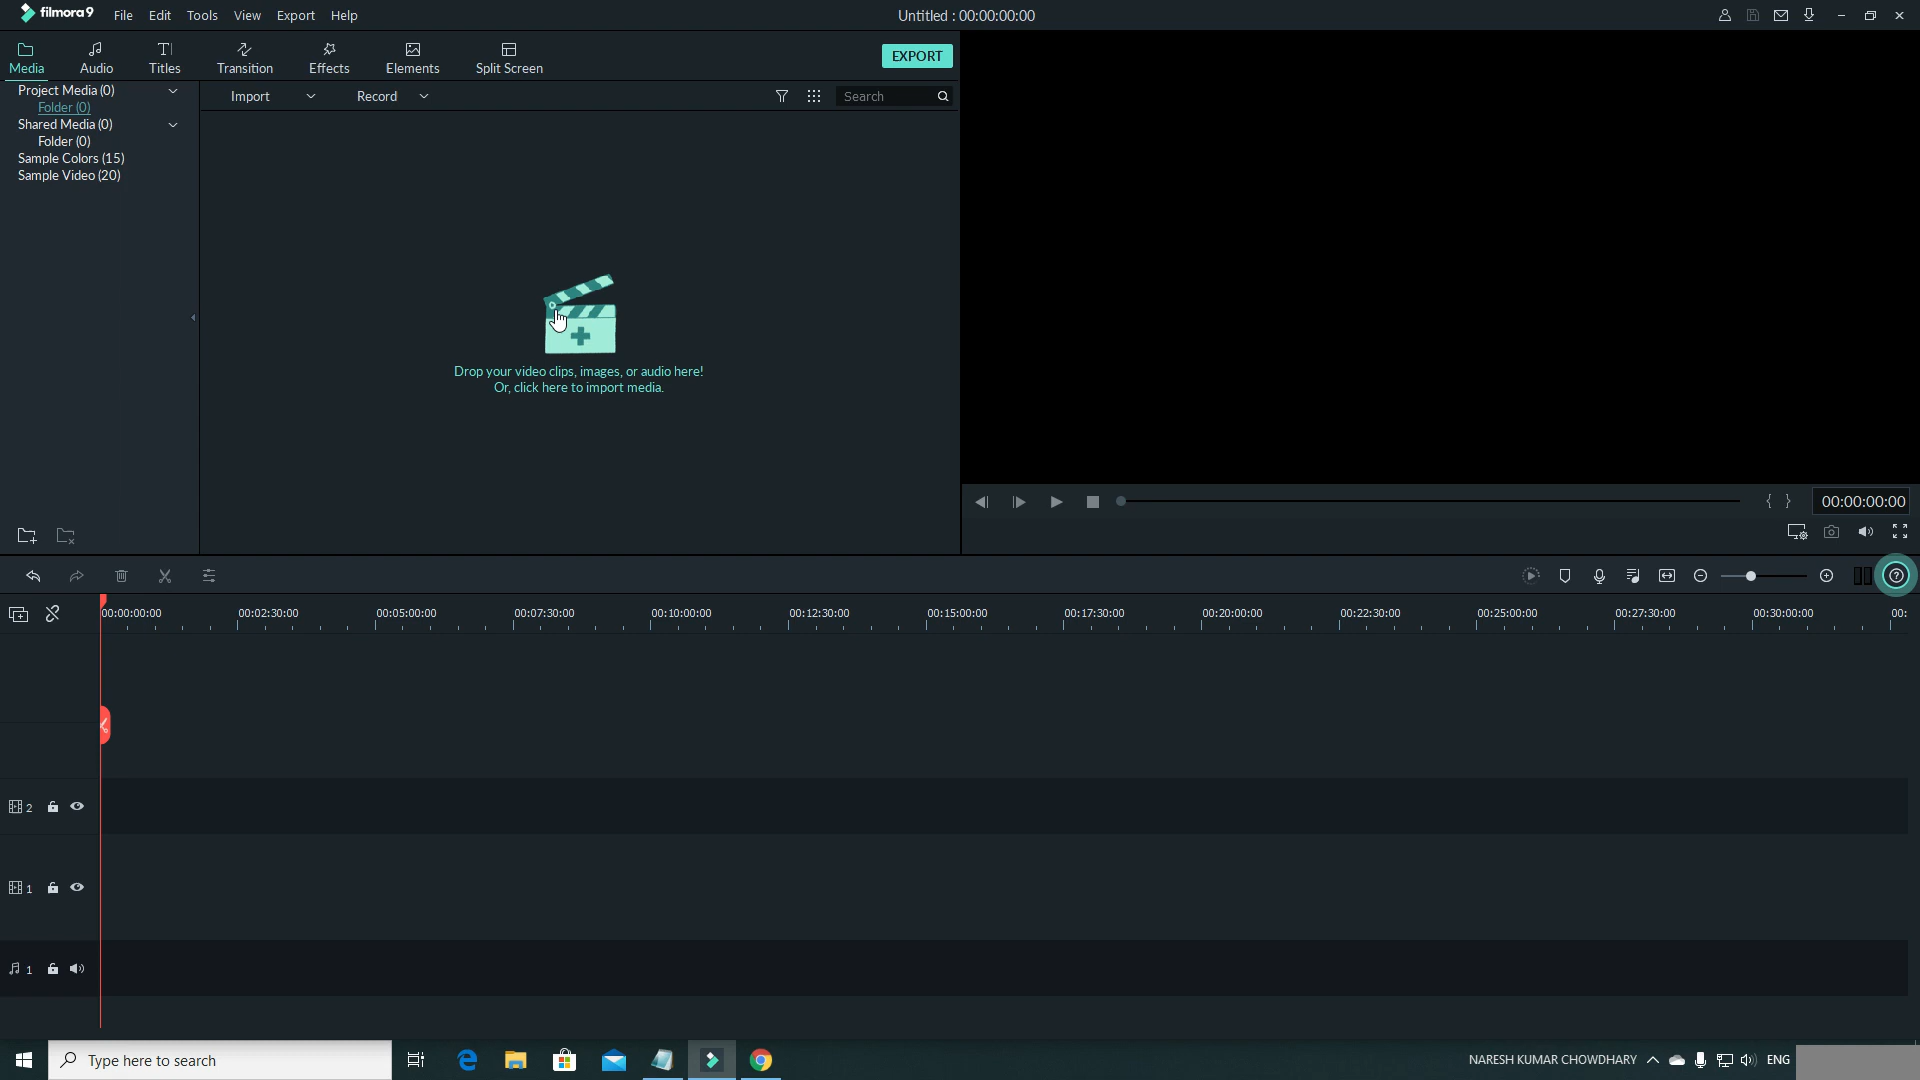 filmora9 File Edit Tools View Export Help Untitled : 00:00:00:00
Media Audio Titles Transition Effects Elements Split Screen EXPORT
Project Media (0)
Folder (0)
Shared Media (0)
Folder (0)
Sample Colors (15)
Sample Video (20)
Import Record Search
Drop your video clips, images, or audio here!
Or, click here to import media.
00:00:00:00
00:00:00:00 00:02:30:00 00:05:00:00 00:07:30:00 00:10:00:00 00:12:30:00 00:15:00:00 00:17:30:00 00:20:00:00 00:22:30:00 00:25:00:00 00:27:30:00 00:30:00:00 00:
2
1
1
Type here to search NARESH KUMAR CHOWDHARY ENG